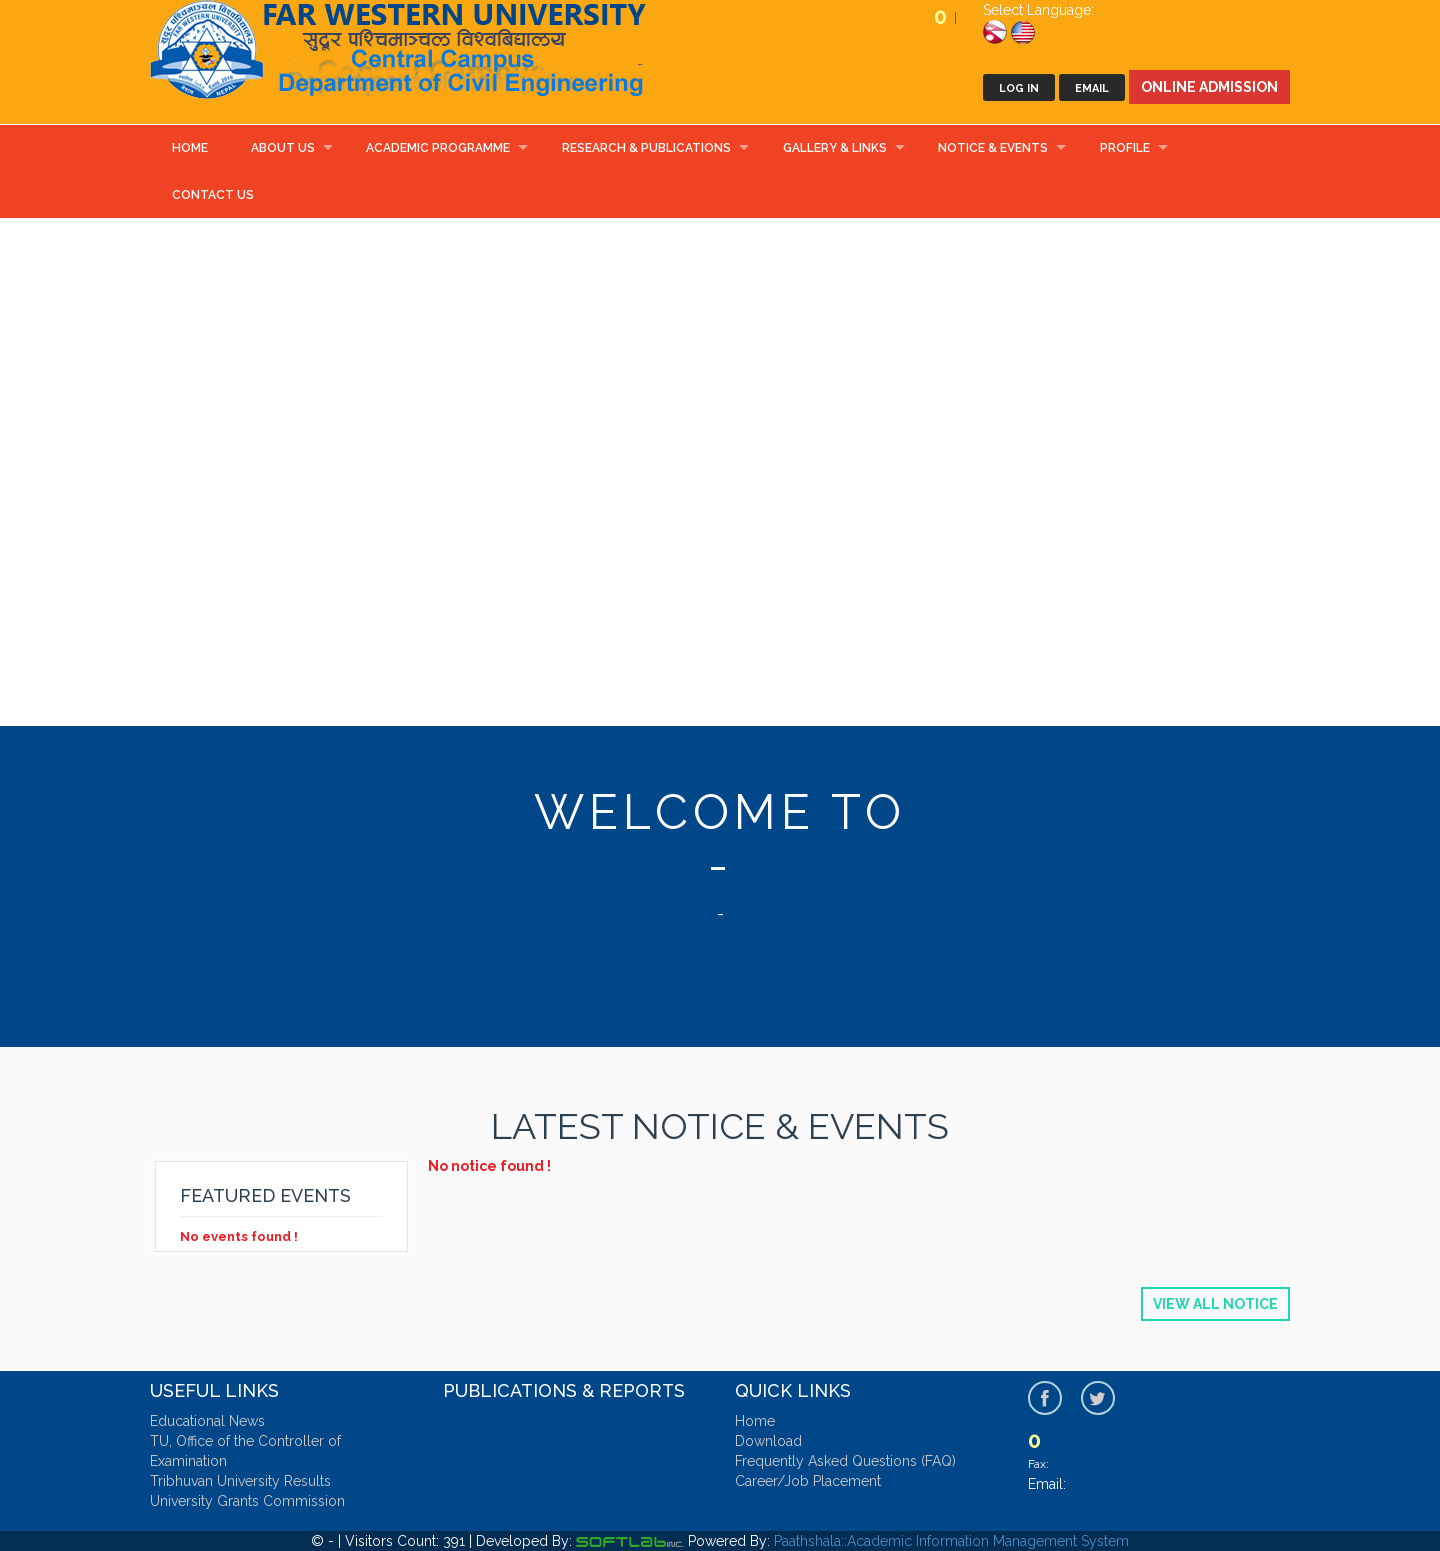 FAR WESTERN UNIVERSITY
सुदूर पश्चिमाञ्चल विश्वविद्यालय
Central Campus
Department of Civil Engineering
0 |
Select Language:
LOG IN EMAIL ONLINE ADMISSION
HOME ABOUT US ACADEMIC PROGRAMME RESEARCH & PUBLICATIONS GALLERY & LINKS NOTICE & EVENTS PROFILE
CONTACT US
WELCOME TO
-
-
LATEST NOTICE & EVENTS
No notice found !
FEATURED EVENTS
No events found !
VIEW ALL NOTICE
USEFUL LINKS
Educational News
TU, Office of the Controller of
Examination
Tribhuvan University Results
University Grants Commission
PUBLICATIONS & REPORTS
QUICK LINKS
Home
Download
Frequently Asked Questions (FAQ)
Career/Job Placement
0
Fax:
Email:
© - | Visitors Count: 391 | Developed By: SOFTLab INC. Powered By: Paathshala::Academic Information Management System